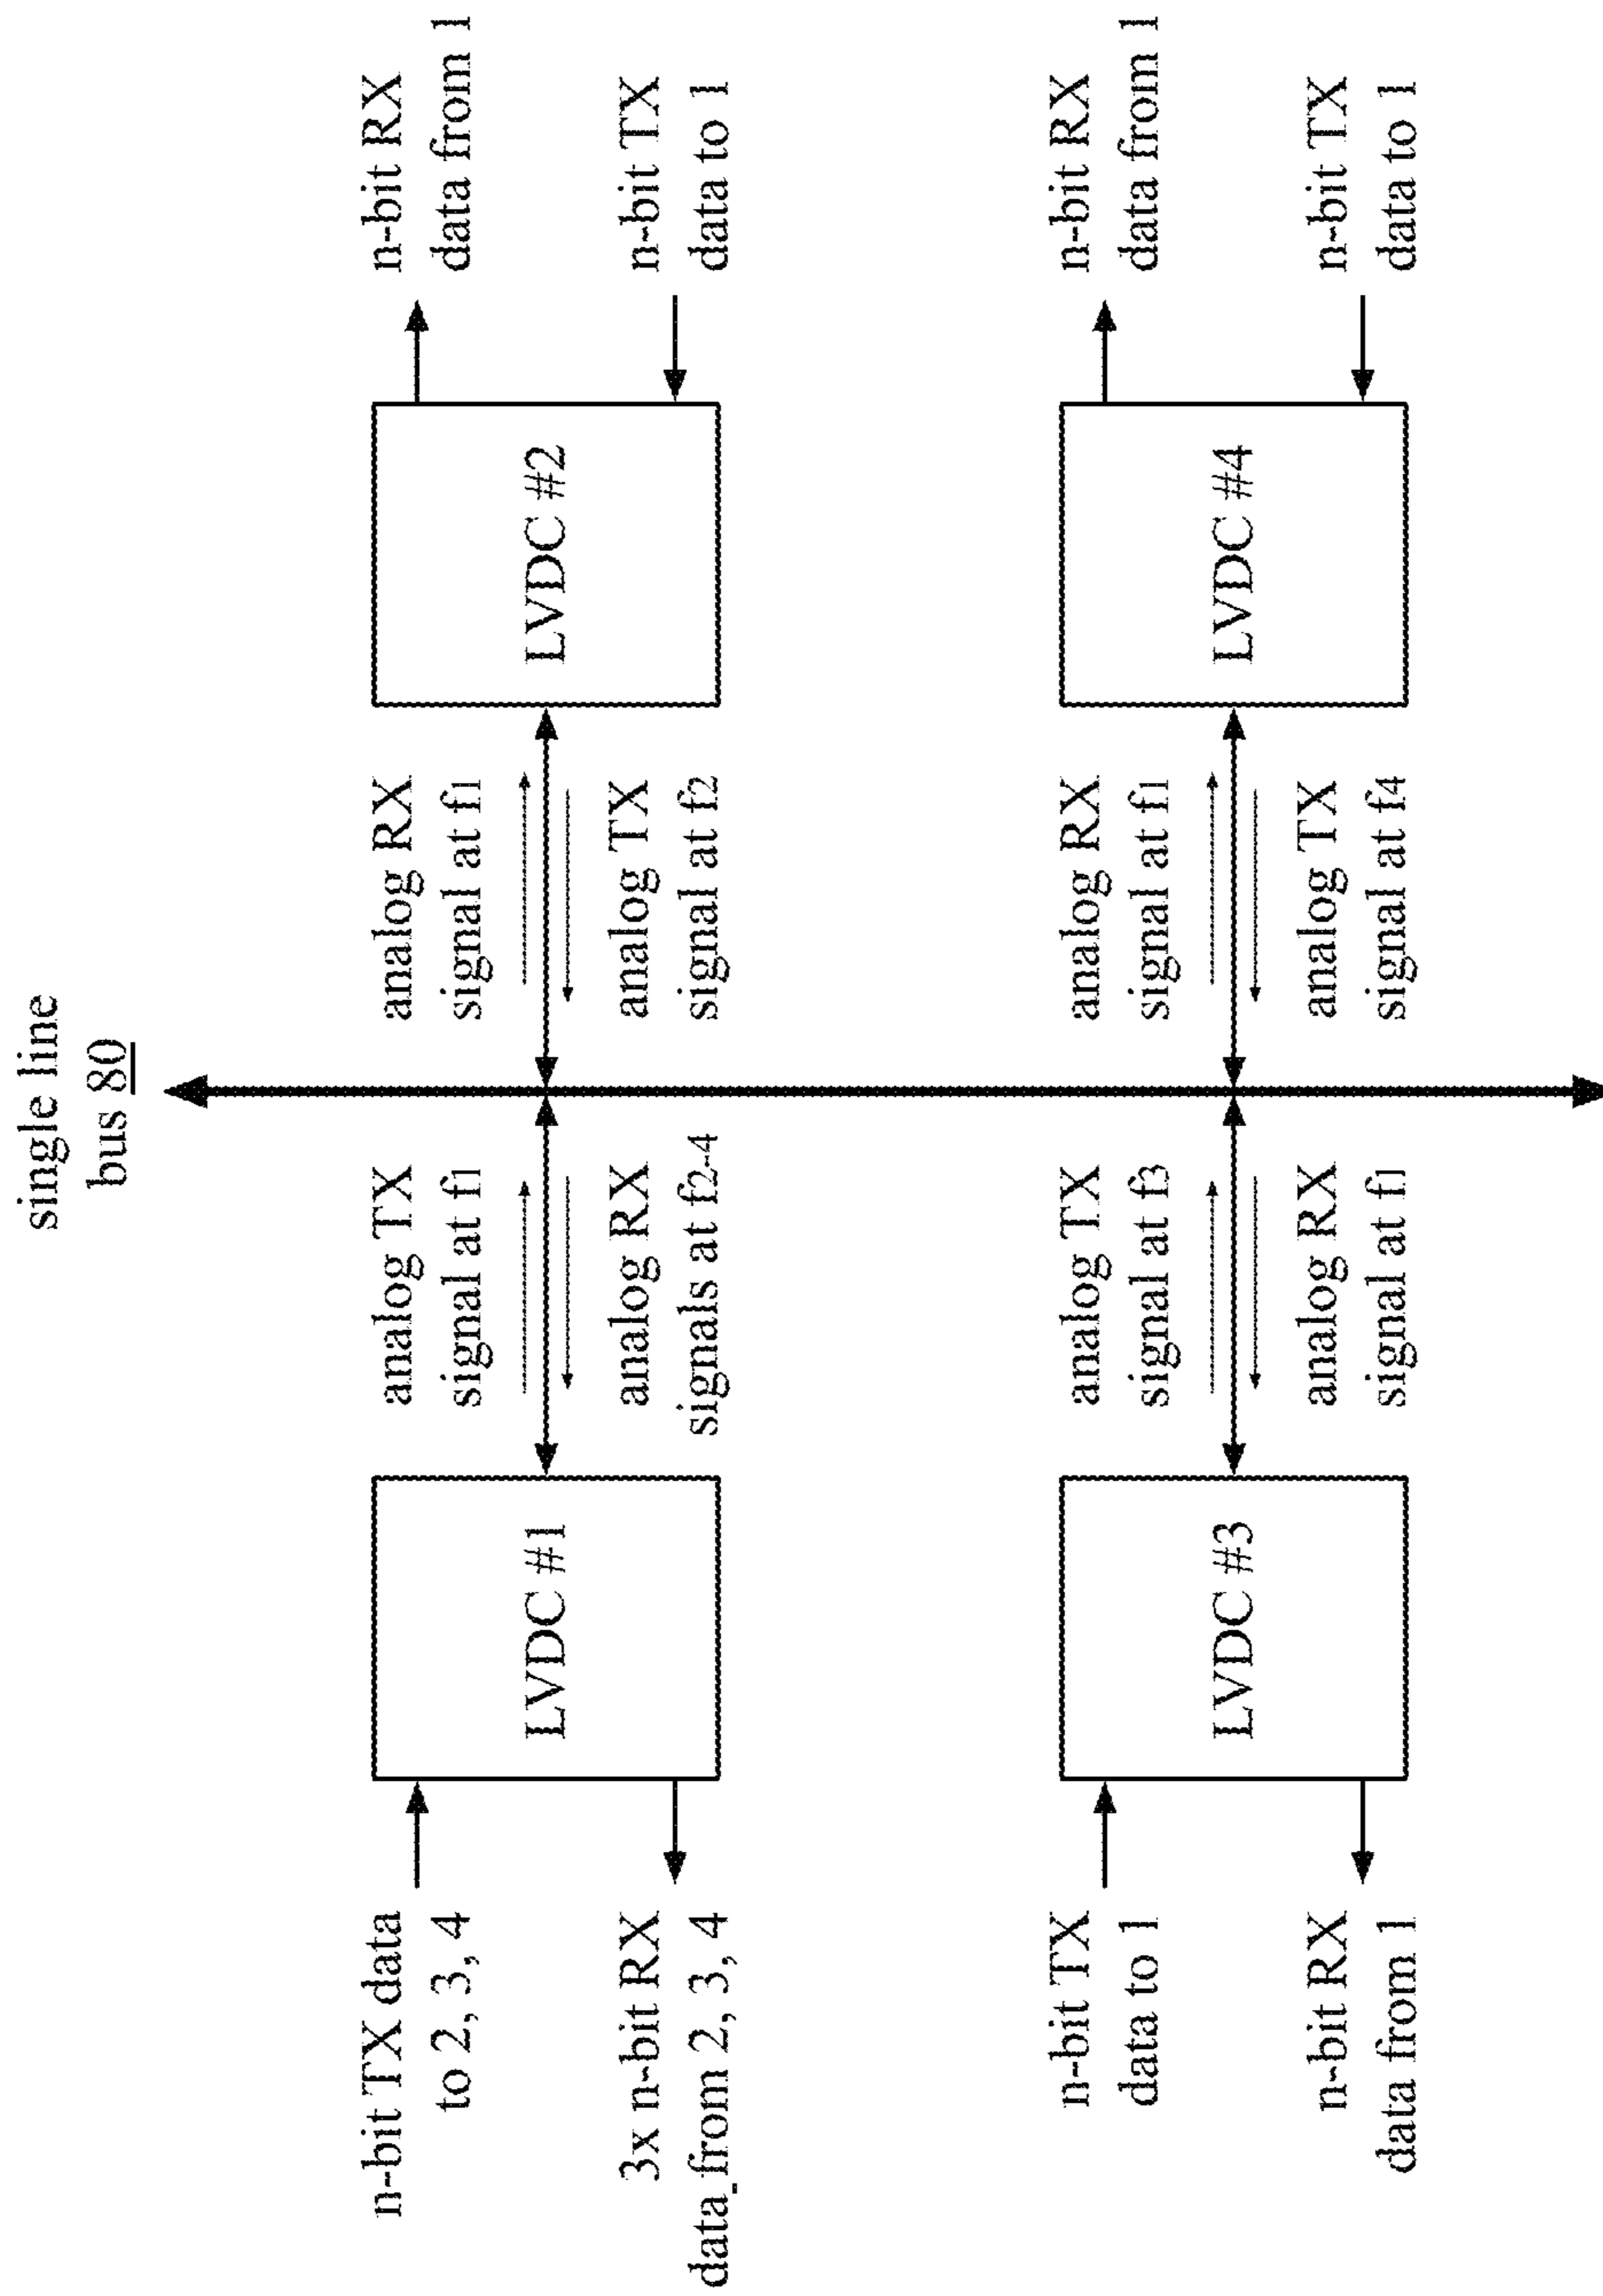 single line
bus 80
n-bit TX data
to 2, 3, 4
3x n-bit RX
data from 2, 3, 4
LVDC #1
analog TX
signal at f1
analog RX
signals at f2-4
analog RX
signal at f1
analog TX
signal at f2
LVDC #2
n-bit RX
data from 1
n-bit TX
data to 1
n-bit TX
data to 1
n-bit RX
data from 1
LVDC #3
analog TX
signal at f3
analog RX
signal at f1
analog RX
signal at f1
analog TX
signal at f4
LVDC #4
n-bit RX
data from 1
n-bit TX
data to 1